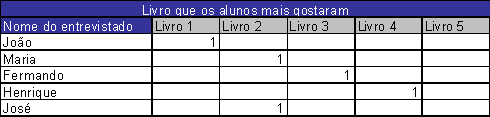 Livro que os alunos mais gostaram
Nome do entrevistado Livro 1 Livro 2 Livro 3 Livro 4 Livro 5
João 1
Maria 1
Fermando 1
Henrique 1
José 1